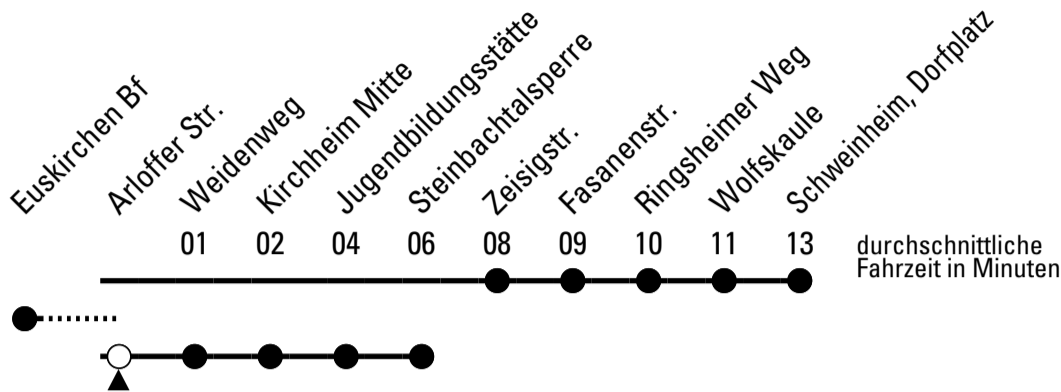 Euskirchen Bf
Arloffer Str.
Weidenweg
Kirchheim Mitte
Jugendbildungsstätte
Steinbachtalsperre
Zeisigstr.
Fasanenstr.
Ringsheimer Weg
Wolfskaule
Schweinheim, Dorfplatz
01 02 04 06 08 09 10 11 13
durchschnittliche
Fahrzeit in Minuten